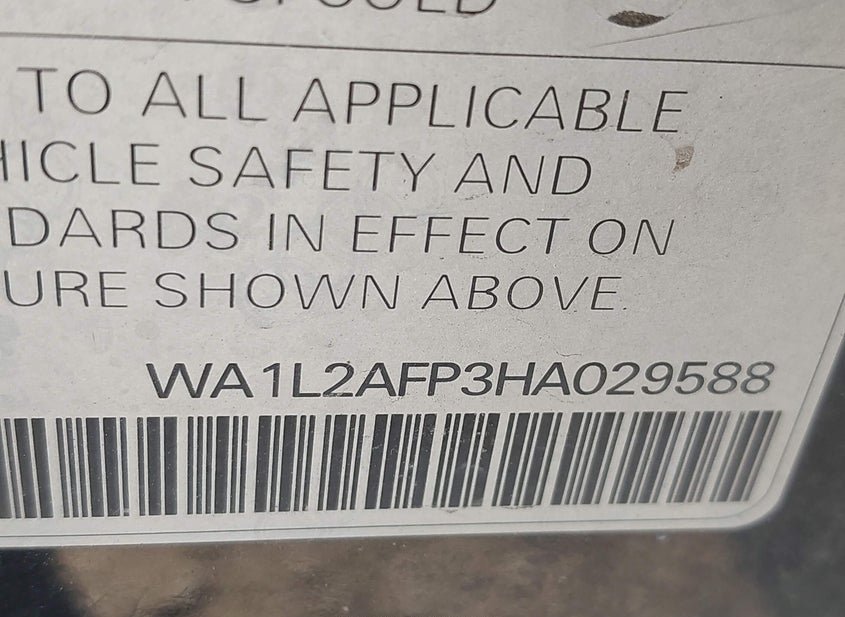 TO ALL APPLICABLE
HICLE SAFETY AND
DARDS IN EFFECT ON
URE SHOWN ABOVE.
WA1L2AFP3HA029588